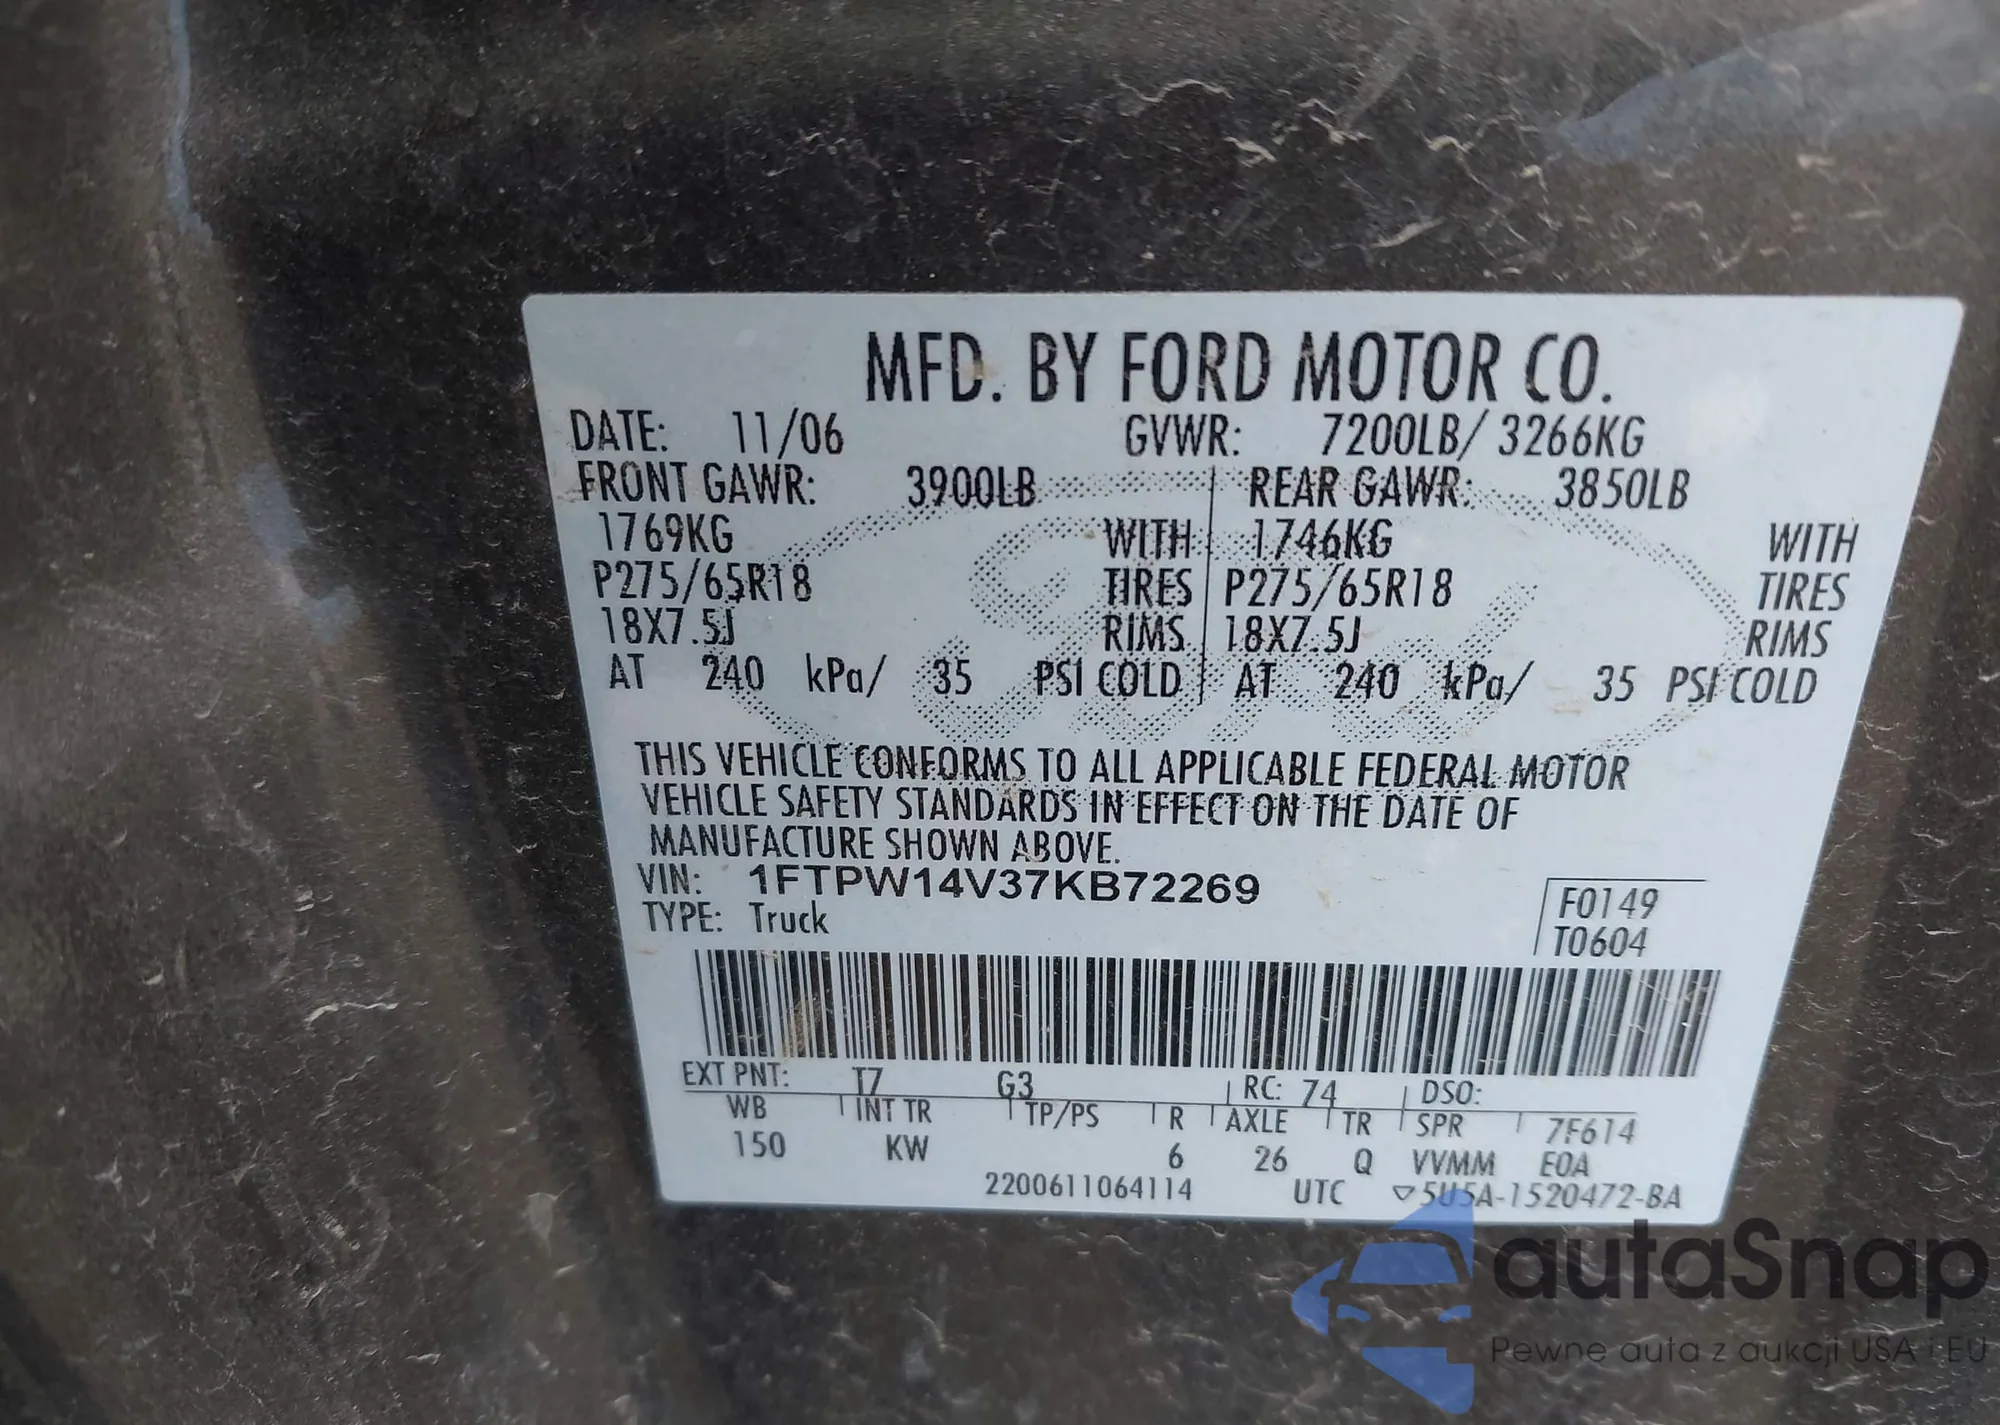 MFD. BY FORD MOTOR CO.
DATE: 11/06 GVWR: 7200LB/ 3266KG
FRONT GAWR: 3900LB REAR GAWR: 3850LB
1769KG WITH 1746KG WITH
P275/65R18 TIRES P275/65R18 TIRES
18X7.5J RIMS 18X7.5J RIMS
AT 240 kPa/ 35 PSI COLD AT 240 kPa/ 35 PSI COLD
THIS VEHICLE CONFORMS TO ALL APPLICABLE FEDERAL MOTOR
VEHICLE SAFETY STANDARDS IN EFFECT ON THE DATE OF
MANUFACTURE SHOWN ABOVE.
VIN: 1FTPW14V37KB72269
TYPE: Truck
F0149
T0604
EXT PNT: T7 G3 RC: 74 DSO:
WB INT TR TP/PS R AXLE TR SPR 7F614
150 KW 6 26 Q VVMM E0A
2200611064114 UTC ▽5U5A-1520472-BA
autaSnap
Pewne auta z aukcji USA i EU